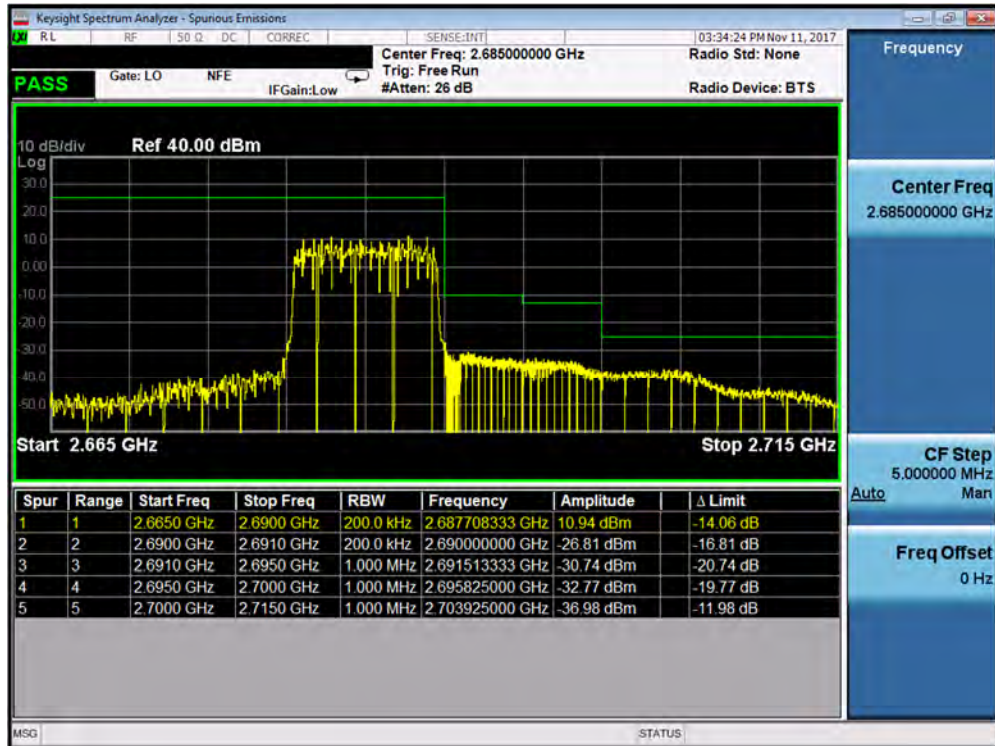 Keysight Spectrum Analyzer - Spurious Emissions
LXI RL RF 50 Ω DC CORREC SENSE:INT 03:34:24 PM Nov 11, 2017
Center Freq: 2.685000000 GHz Radio Std: None
Trig: Free Run
PASS Gate: LO NFE IFGain:Low #Atten: 26 dB Radio Device: BTS
10 dB/div Ref 40.00 dBm
Log
30.0
20.0
10.0
0.00
-10.0
-20.0
-30.0
-40.0
-50.0
Start 2.665 GHz Stop 2.715 GHz
Spur Range Start Freq Stop Freq RBW Frequency Amplitude Δ Limit
1 1 2.6650 GHz 2.6900 GHz 200.0 kHz 2.687708333 GHz 10.94 dBm -14.06 dB
2 2 2.6900 GHz 2.6910 GHz 200.0 kHz 2.690000000 GHz -26.81 dBm -16.81 dB
3 3 2.6910 GHz 2.6950 GHz 1.000 MHz 2.691513333 GHz -30.74 dBm -20.74 dB
4 4 2.6950 GHz 2.7000 GHz 1.000 MHz 2.695825000 GHz -32.77 dBm -19.77 dB
5 5 2.7000 GHz 2.7150 GHz 1.000 MHz 2.703925000 GHz -36.98 dBm -11.98 dB
MSG STATUS
Frequency
Center Freq
2.685000000 GHz
CF Step
5.000000 MHz
Auto Man
Freq Offset
0 Hz